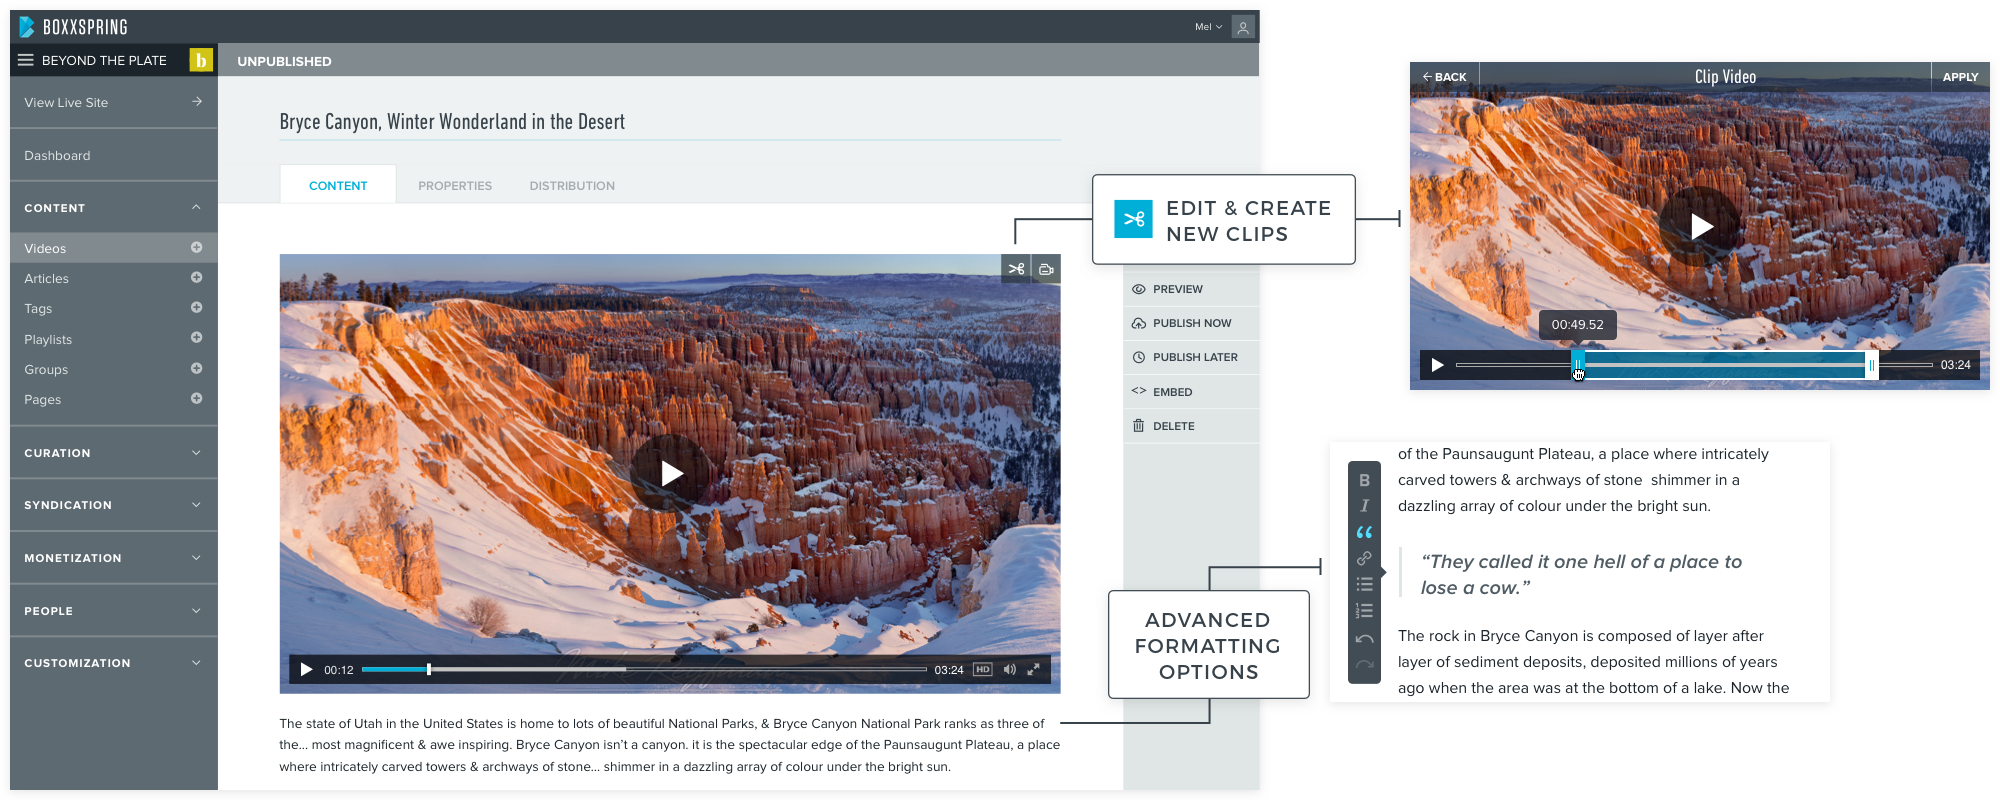 BOXXSPRING
Mel
BEYOND THE PLATE
b
UNPUBLISHED
View Live Site
Dashboard
CONTENT
Videos
Articles
Tags
Playlists
Groups
Pages
CURATION
SYNDICATION
MONETIZATION
PEOPLE
CUSTOMIZATION
Bryce Canyon, Winter Wonderland in the Desert
CONTENT
PROPERTIES
DISTRIBUTION
00:12
03:24
HD
The state of Utah in the United States is home to lots of beautiful National Parks, & Bryce Canyon National Park ranks as three of
the... most magnificent & awe inspiring. Bryce Canyon isn't a canyon. it is the spectacular edge of the Paunsaugunt Plateau, a place
where intricately carved towers & archways of stone... shimmer in a dazzling array of colour under the bright sun.
EDIT & CREATE
NEW CLIPS
PREVIEW
PUBLISH NOW
PUBLISH LATER
<> EMBED
DELETE
ADVANCED
FORMATTING
OPTIONS
BACK
Clip Video
APPLY
00:49.52
03:24
B
I
of the Paunsaugunt Plateau, a place where intricately
carved towers & archways of stone  shimmer in a
dazzling array of colour under the bright sun.
“They called it one hell of a place to
lose a cow.”
The rock in Bryce Canyon is composed of layer after
layer of sediment deposits, deposited millions of years
ago when the area was at the bottom of a lake. Now the